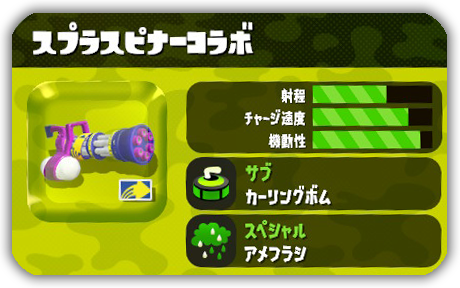 スプラスピナーコラボ
射程
チャージ速度
機動性
サブ
カーリングボム
スペシャル
アメフラシ